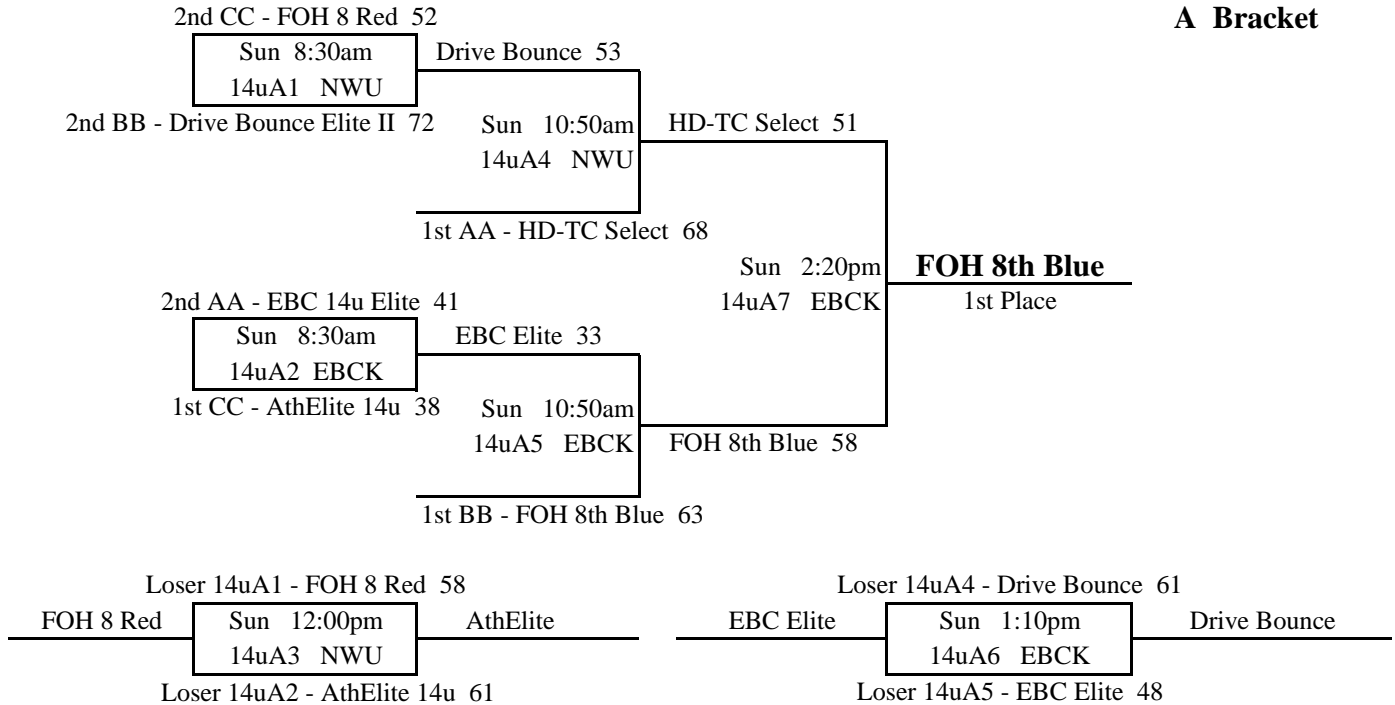 A Bracket
2nd CC - FOH 8 Red 52
Sun 8:30am
14uA1 NWU
2nd BB - Drive Bounce Elite II 72
Drive Bounce 53
Sun 10:50am
14uA4 NWU
1st AA - HD-TC Select 68
HD-TC Select 51
Sun 2:20pm
14uA7 EBCK
FOH 8th Blue
1st Place
2nd AA - EBC 14u Elite 41
Sun 8:30am
14uA2 EBCK
1st CC - AthElite 14u 38
EBC Elite 33
Sun 10:50am
14uA5 EBCK
1st BB - FOH 8th Blue 63
FOH 8th Blue 58
Loser 14uA1 - FOH 8 Red 58
FOH 8 Red
Sun 12:00pm
14uA3 NWU
AthElite
Loser 14uA2 - AthElite 14u 61
Loser 14uA4 - Drive Bounce 61
EBC Elite
Sun 1:10pm
14uA6 EBCK
Drive Bounce
Loser 14uA5 - EBC Elite 48